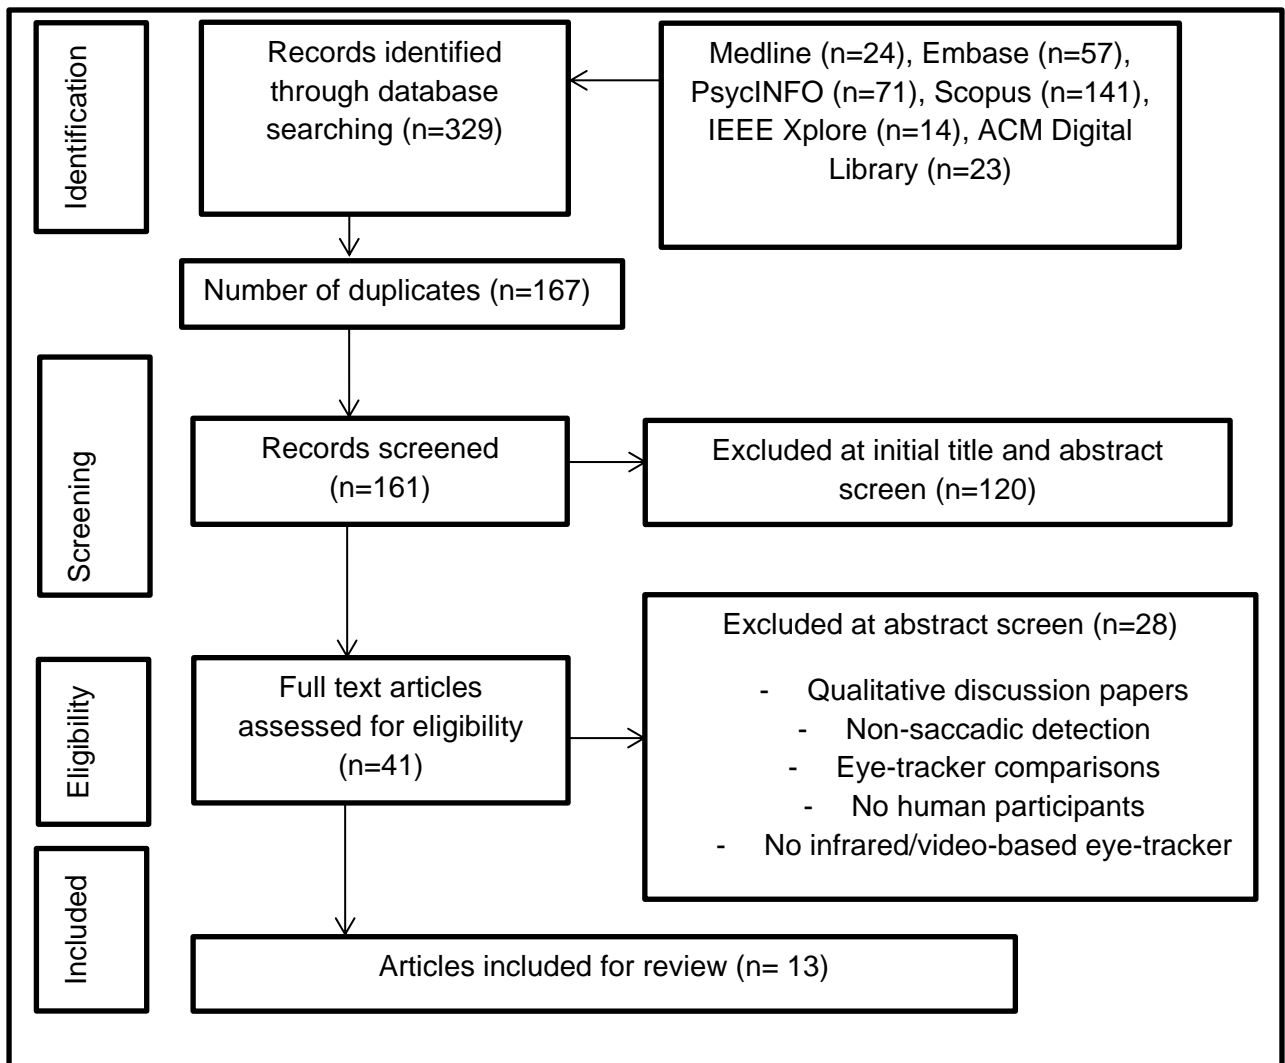 Identification
Records identified
through database
searching (n=329)
Medline (n=24), Embase (n=57),
PsycINFO (n=71), Scopus (n=141),
IEEE Xplore (n=14), ACM Digital
Library (n=23)
Number of duplicates (n=167)
Screening
Records screened
(n=161)
Excluded at initial title and abstract
screen (n=120)
Eligibility
Full text articles
assessed for eligibility
(n=41)
Excluded at abstract screen (n=28)
- Qualitative discussion papers
- Non-saccadic detection
- Eye-tracker comparisons
- No human participants
- No infrared/video-based eye-tracker
Included
Articles included for review (n= 13)